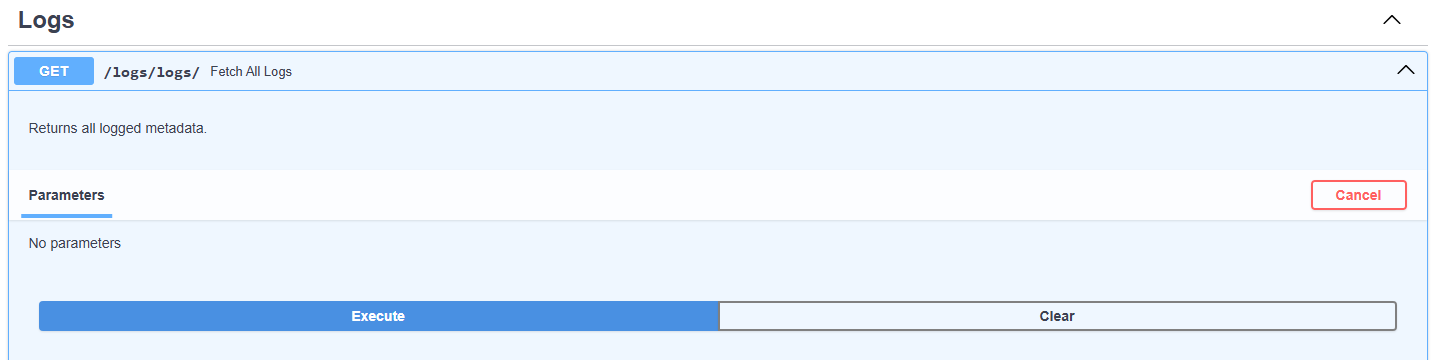 Logs
GET /logs/logs/ Fetch All Logs
Returns all logged metadata.
Parameters Cancel
No parameters
Execute Clear